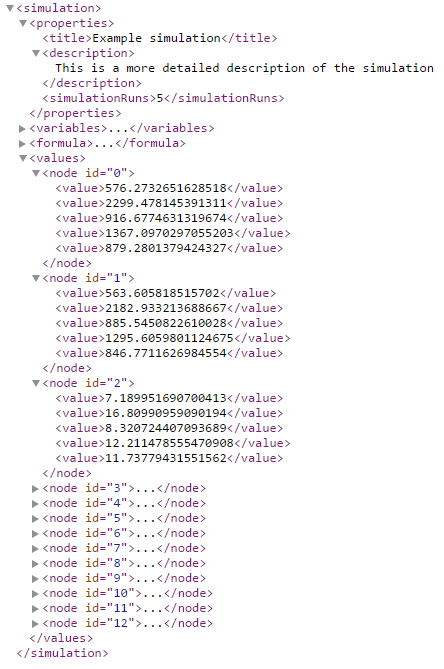 <simulation>
<properties>
<title>Example simulation</title>
<description>
This is a more detailed description of the simulation
</description>
<simulationRuns>5</simulationRuns>
</properties>
<variables>...</variables>
<formula>...</formula>
<values>
<node id="0">
<value>576.2732651628518</value>
<value>2299.478145391311</value>
<value>916.6774631319674</value>
<value>1367.0970297055203</value>
<value>879.2801379424327</value>
</node>
<node id="1">
<value>563.605818515702</value>
<value>2182.933213688667</value>
<value>885.5450822610028</value>
<value>1295.6059801124675</value>
<value>846.7711626984554</value>
</node>
<node id="2">
<value>7.189951690700413</value>
<value>16.80990959090194</value>
<value>8.320724407093689</value>
<value>12.211478555470908</value>
<value>11.73779431551562</value>
</node>
<node id="3">...</node>
<node id="4">...</node>
<node id="5">...</node>
<node id="6">...</node>
<node id="7">...</node>
<node id="8">...</node>
<node id="9">...</node>
<node id="10">...</node>
<node id="11">...</node>
<node id="12">...</node>
</values>
</simulation>